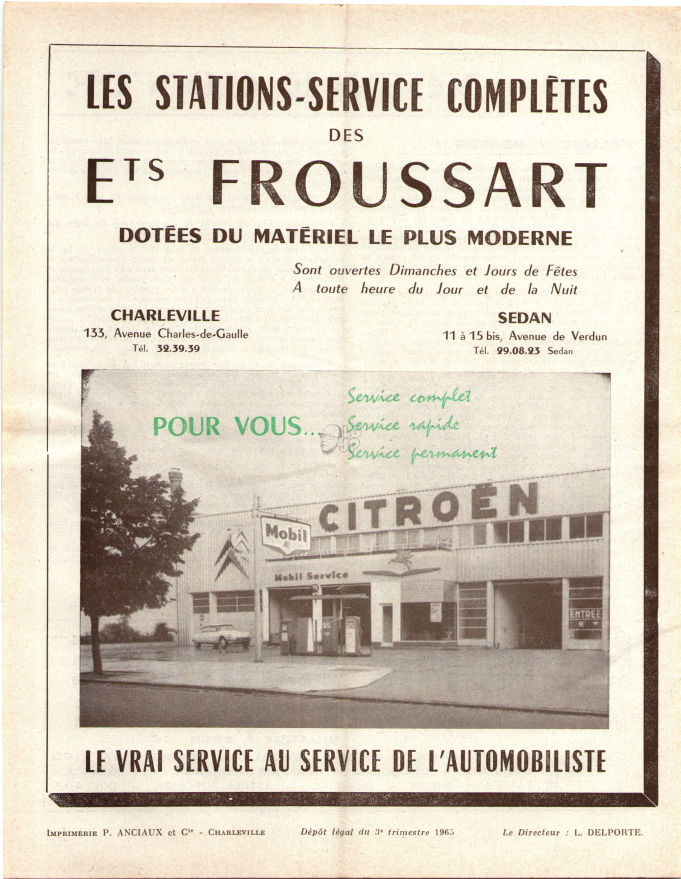 LES STATIONS-SERVICE COMPLÈTES
DES
Ets FROUSSART
DOTÉES DU MATÉRIEL LE PLUS MODERNE
Sont ouvertes Dimanches et Jours de Fêtes
A toute heure du Jour et de la Nuit
CHARLEVILLE
133, Avenue Charles-de-Gaulle
Tél. 32.39.39
SEDAN
11 à 15 bis, Avenue de Verdun
Tél. 29.08.23 Sedan
POUR VOUS...
Service complet
Service rapide
Service permanent
CITROËN
Mobil
Mobil Service
ENTREE
LE VRAI SERVICE AU SERVICE DE L'AUTOMOBILISTE
IMPRIMERIE P. ANCIAUX et Cie - CHARLEVILLE
Dépôt légal du 3e trimestre 1965
Le Directeur : L. DELPORTE.